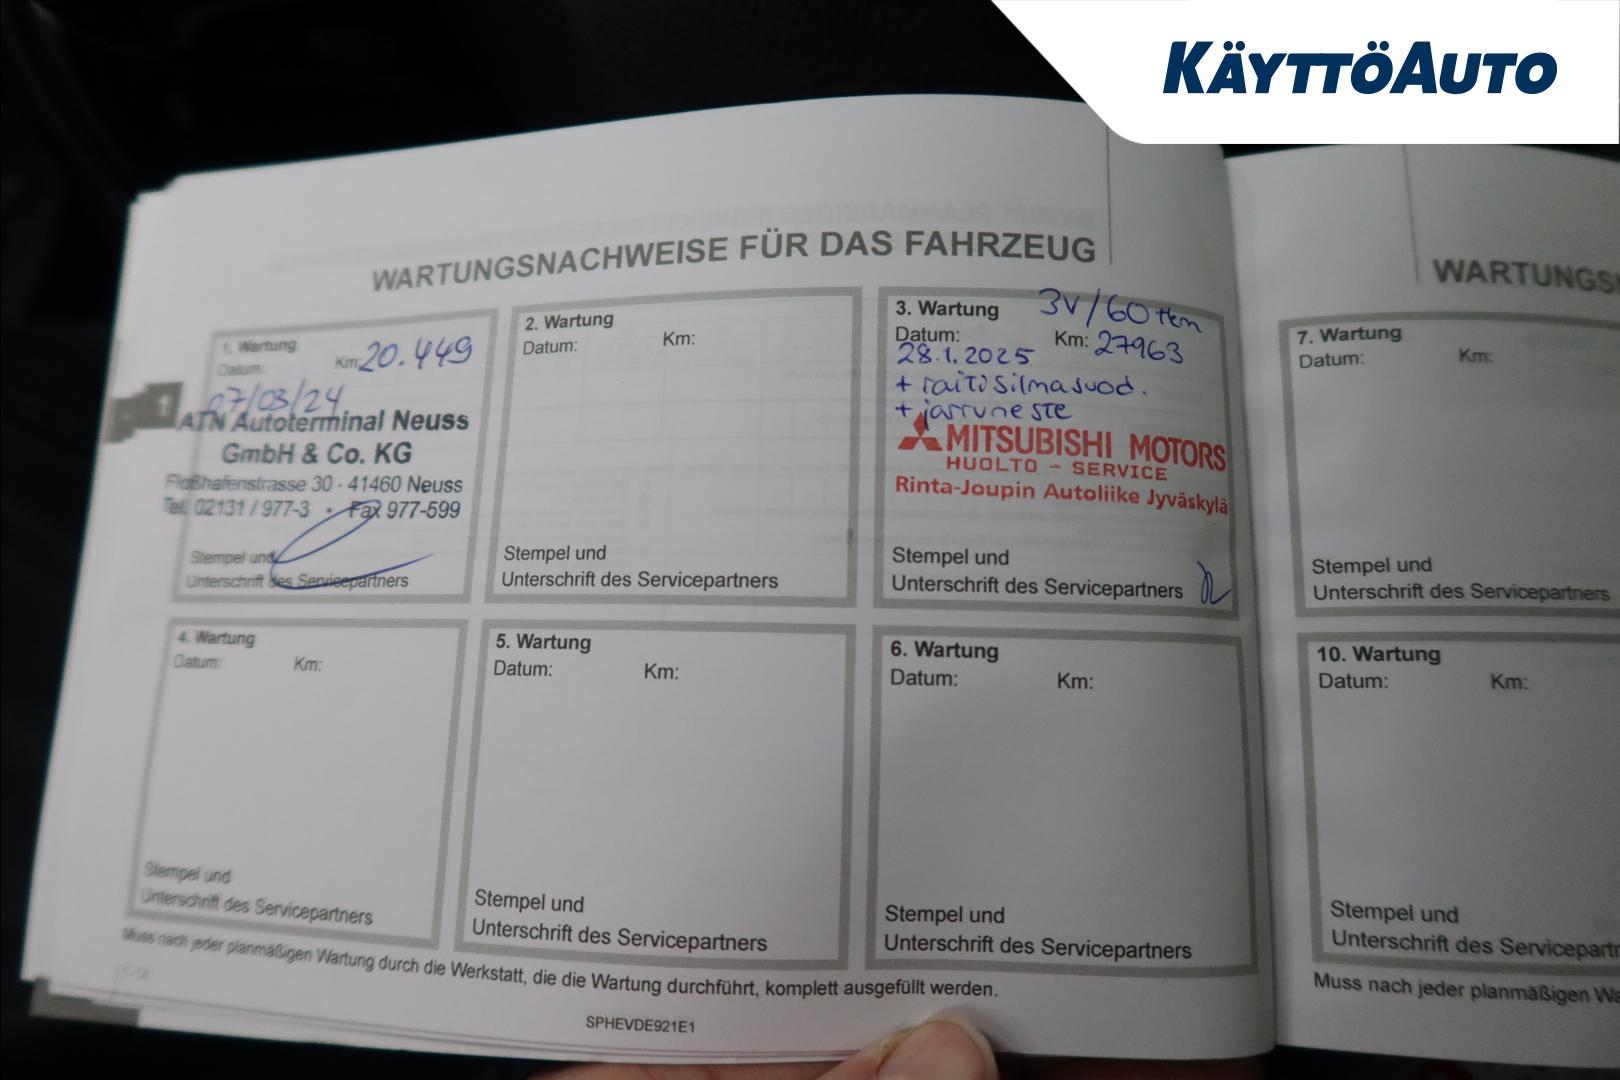 KÄYTTÖAUTO
WARTUNGSNACHWEISE FÜR DAS FAHRZEUG
1. Wartung
Datum: Km: 20.449
07/03/24
ATN Autoterminal Neuss
GmbH & Co. KG
Floßhafenstrasse 30 · 41460 Neuss
Tel. 02131 / 977-3 · Fax 977-599
Stempel und
Unterschrift des Servicepartners
2. Wartung
Datum: Km:
Stempel und
Unterschrift des Servicepartners
3. Wartung 3V/60 tkm
Datum: Km: 27963
28.1.2025
+ raitisilmasuod.
+ jarruneste
MITSUBISHI MOTORS
HUOLTO - SERVICE
Rinta-Joupin Autoliike Jyväskylä
Stempel und
Unterschrift des Servicepartners
4. Wartung
Datum: Km:
Stempel und
Unterschrift des Servicepartners
5. Wartung
Datum: Km:
Stempel und
Unterschrift des Servicepartners
6. Wartung
Datum: Km:
Stempel und
Unterschrift des Servicepartners
Muss nach jeder planmäßigen Wartung durch die Werkstatt, die die Wartung durchführt, komplett ausgefüllt werden.
1-14
SPHEVDE921E1
WARTUNGS
7. Wartung
Datum: Km:
Stempel und
Unterschrift des Servicepartners
10. Wartung
Datum: Km:
Stempel und
Unterschrift des Servicepartn
Muss nach jeder planmäßigen Wa